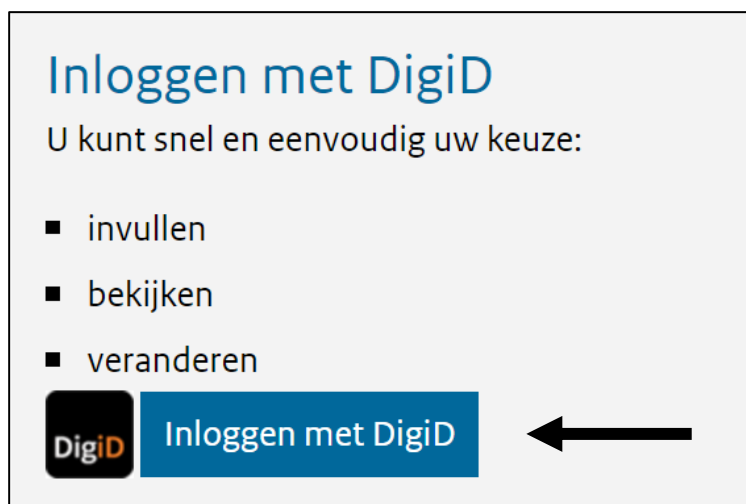 Inloggen met DigiD
U kunt snel en eenvoudig uw keuze:
▪ invullen
▪ bekijken
▪ veranderen
DigiD Inloggen met DigiD